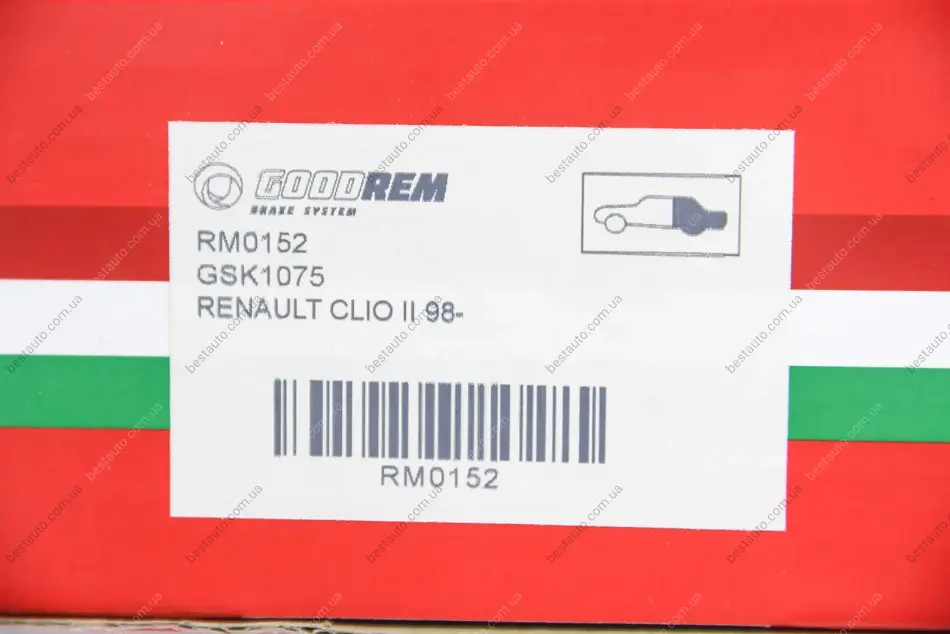 GOODREM
BRAKE SYSTEM
RM0152
GSK1075
RENAULT CLIO II 98-
RM0152
bestauto.com.ua